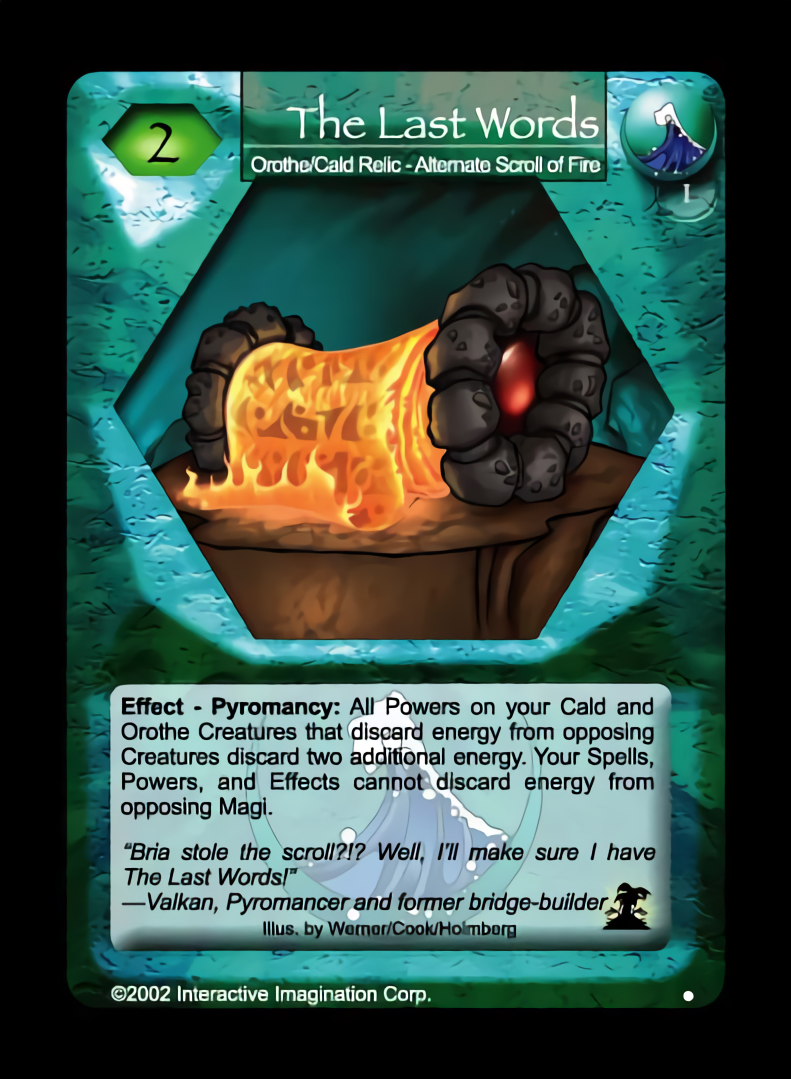 2
The Last Words
Orothe/Cald Relic - Alternate Scroll of Fire
I
Effect - Pyromancy: All Powers on your Cald and
Orothe Creatures that discard energy from opposing
Creatures discard two additional energy. Your Spells,
Powers, and Effects cannot discard energy from
opposing Magi.
“Bria stole the scroll?!? Well, I’ll make sure I have
The Last Words!”
—Valkan, Pyromancer and former bridge-builder
Illus. by Werner/Cook/Holmberg
©2002 Interactive Imagination Corp.